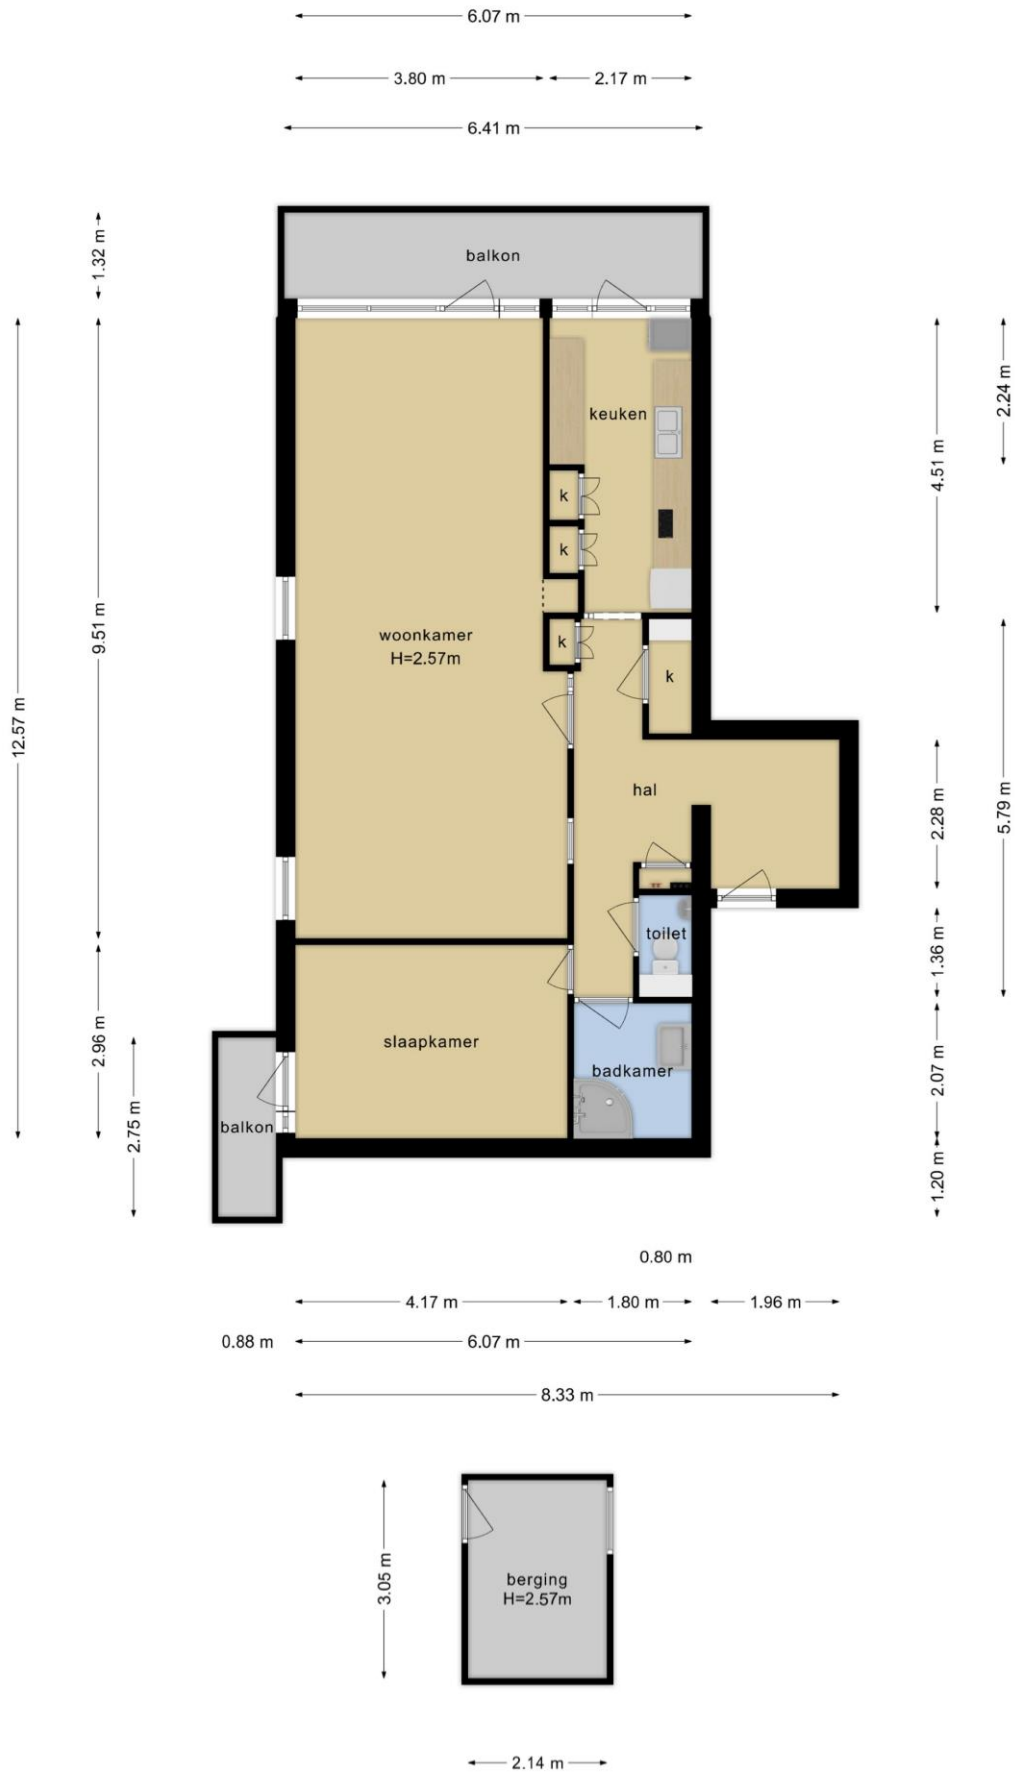 6.07 m
3.80 m
2.17 m
6.41 m
1.32 m
balkon
2.24 m
keuken
4.51 m
k
k
9.51 m
woonkamer
H=2.57m
k
k
12.57 m
hal
2.28 m
5.79 m
toilet
1.36 m
2.96 m
slaapkamer
badkamer
2.07 m
balkon
2.75 m
1.20 m
0.80 m
4.17 m
1.80 m
1.96 m
0.88 m
6.07 m
8.33 m
3.05 m
berging
H=2.57m
2.14 m